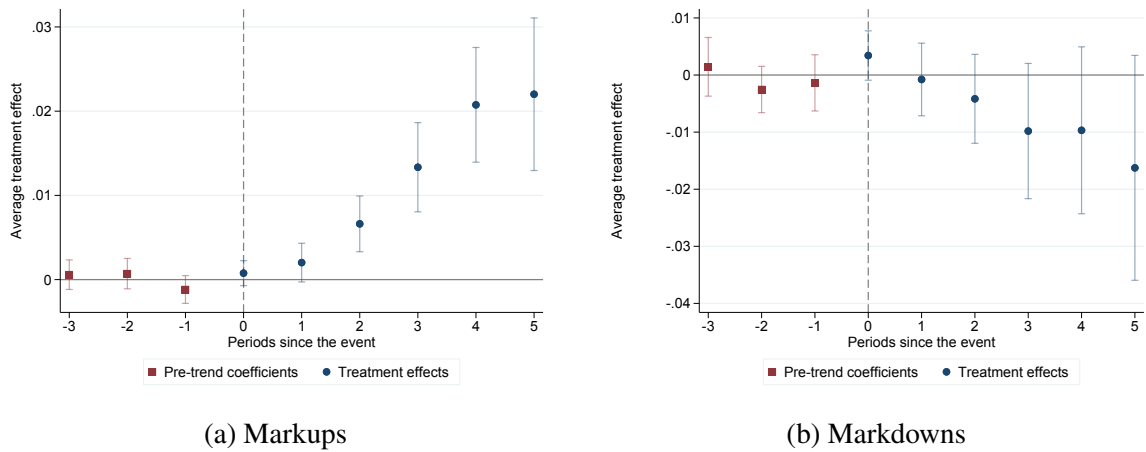 Average treatment effect
.03
.02
.01
0
-3 -2 -1 0 1 2 3 4 5
Periods since the event
Pre-trend coefficients Treatment effects
(a) Markups
Average treatment effect
.01
0
-.01
-.02
-.03
-.04
-3 -2 -1 0 1 2 3 4 5
Periods since the event
Pre-trend coefficients Treatment effects
(b) Markdowns